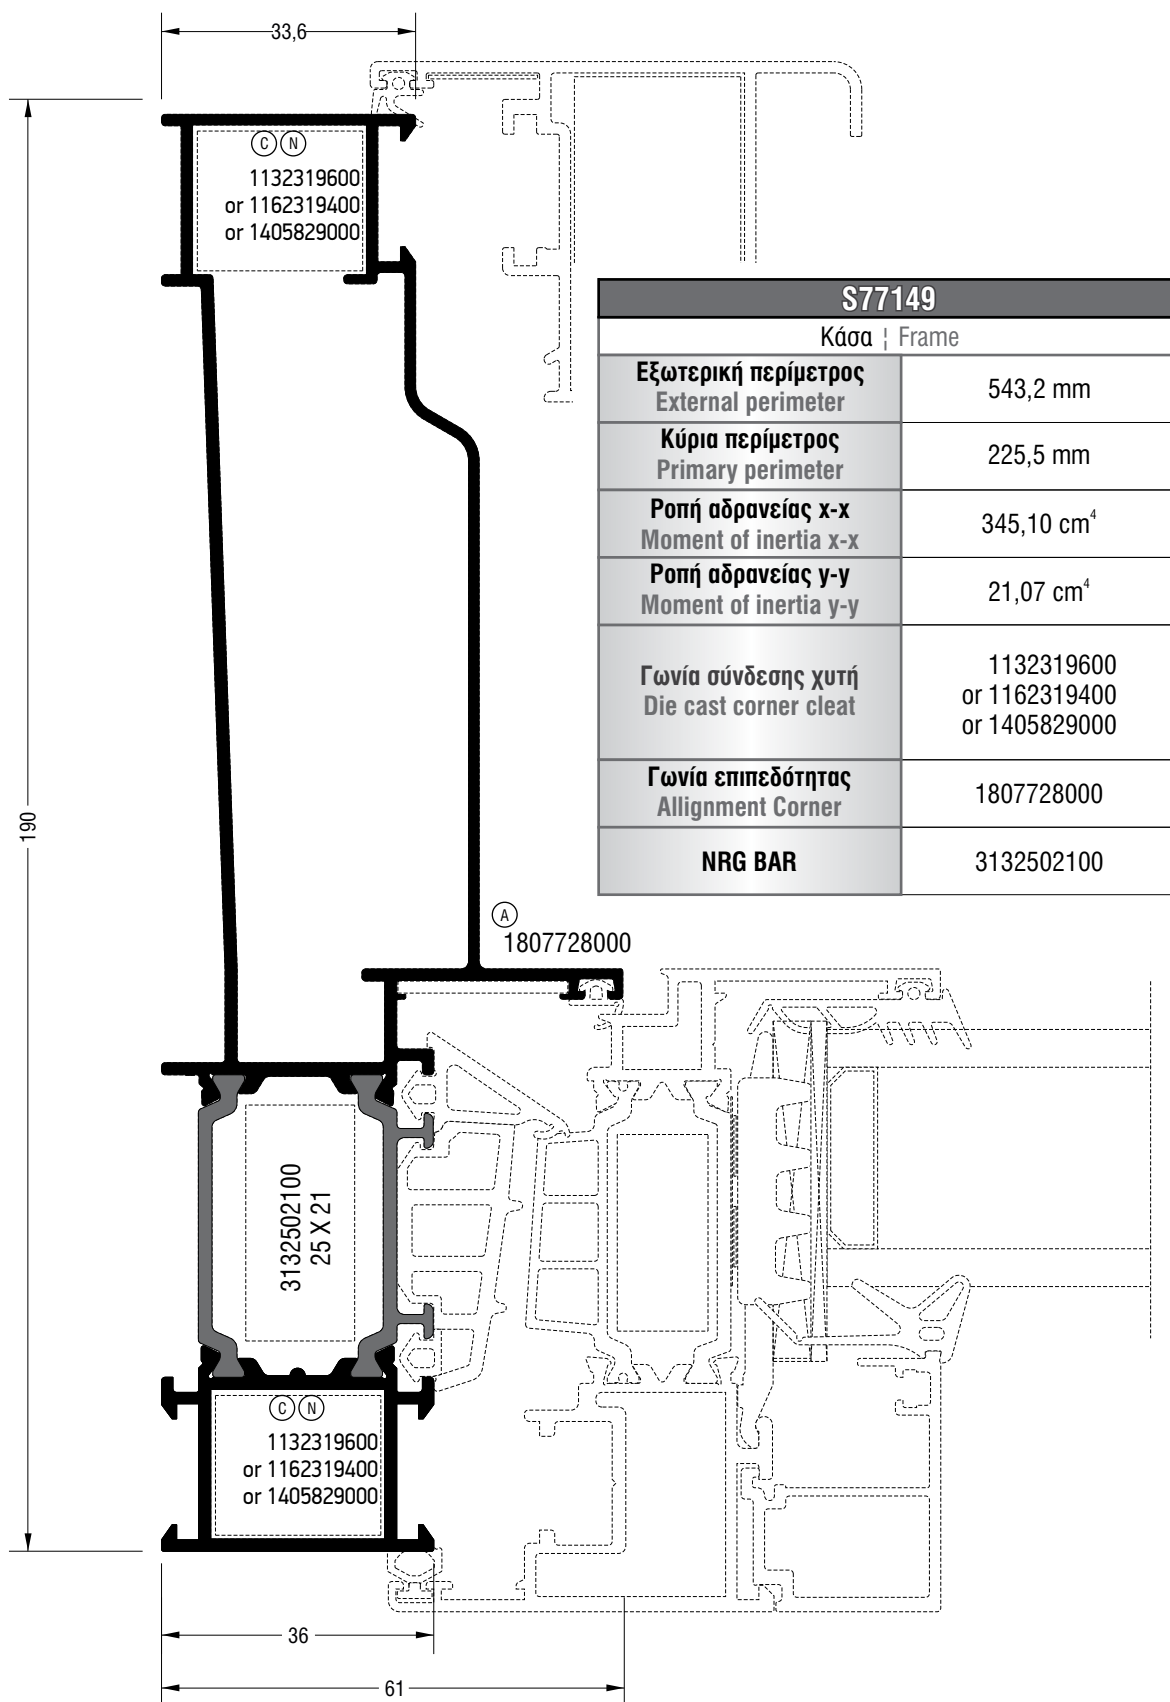 33,6
C N
1132319600
or 1162319400
or 1405829000
S77149
Κάσα ¦ Frame
Εξωτερική περίμετρος
External perimeter
543,2 mm
Κύρια περίμετρος
Primary perimeter
225,5 mm
Ροπή αδρανείας x-x
Moment of inertia x-x
345,10 cm⁴
Ροπή αδρανείας y-y
Moment of inertia y-y
21,07 cm⁴
Γωνία σύνδεσης χυτή
Die cast corner cleat
1132319600
or 1162319400
or 1405829000
Γωνία επιπεδότητας
Allignment Corner
1807728000
NRG BAR
3132502100
190
A
1807728000
3132502100
25 X 21
C N
1132319600
or 1162319400
or 1405829000
36
61